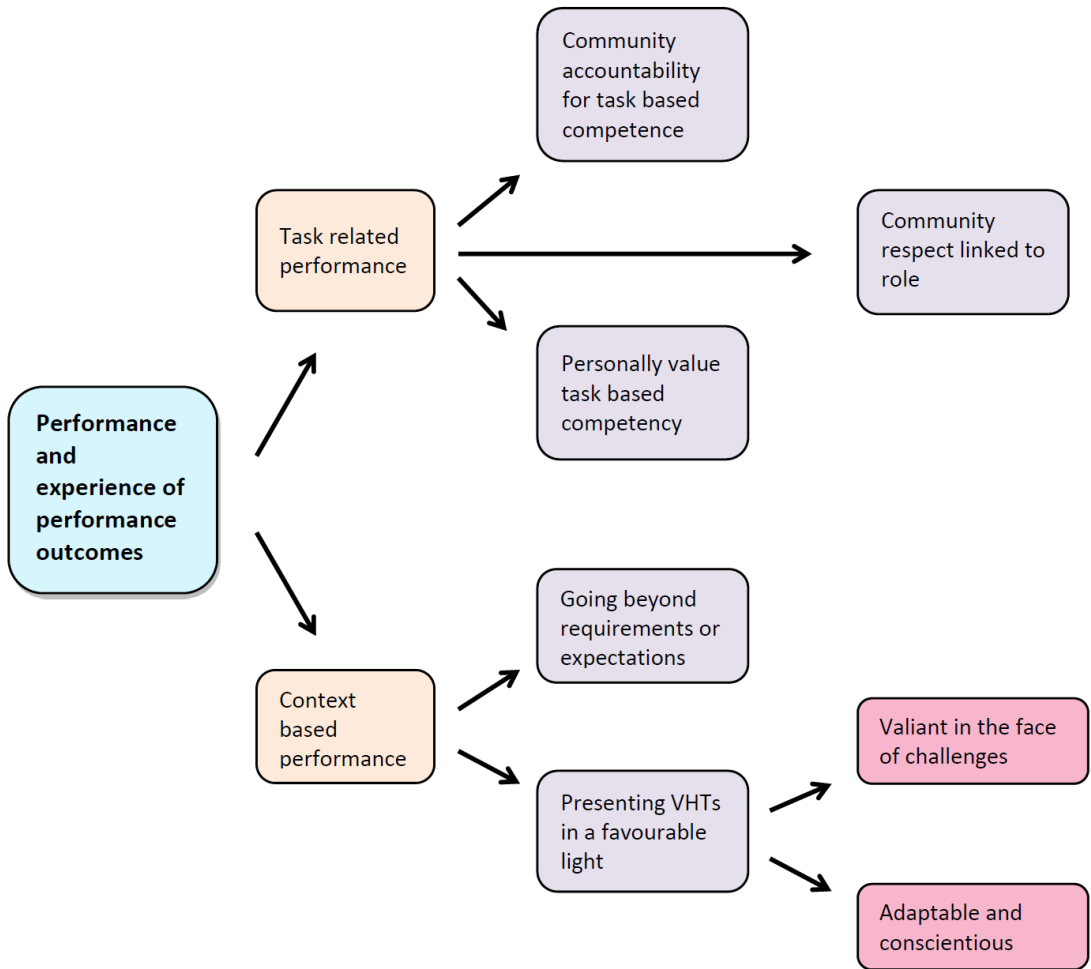 Community
accountability
for task based
competence
Task related
performance
Community
respect linked to
role
Personally value
task based
competency
Performance
and
experience of
performance
outcomes
Going beyond
requirements or
expectations
Context
based
performance
Valiant in the face
of challenges
Presenting VHTs
in a favourable
light
Adaptable and
conscientious